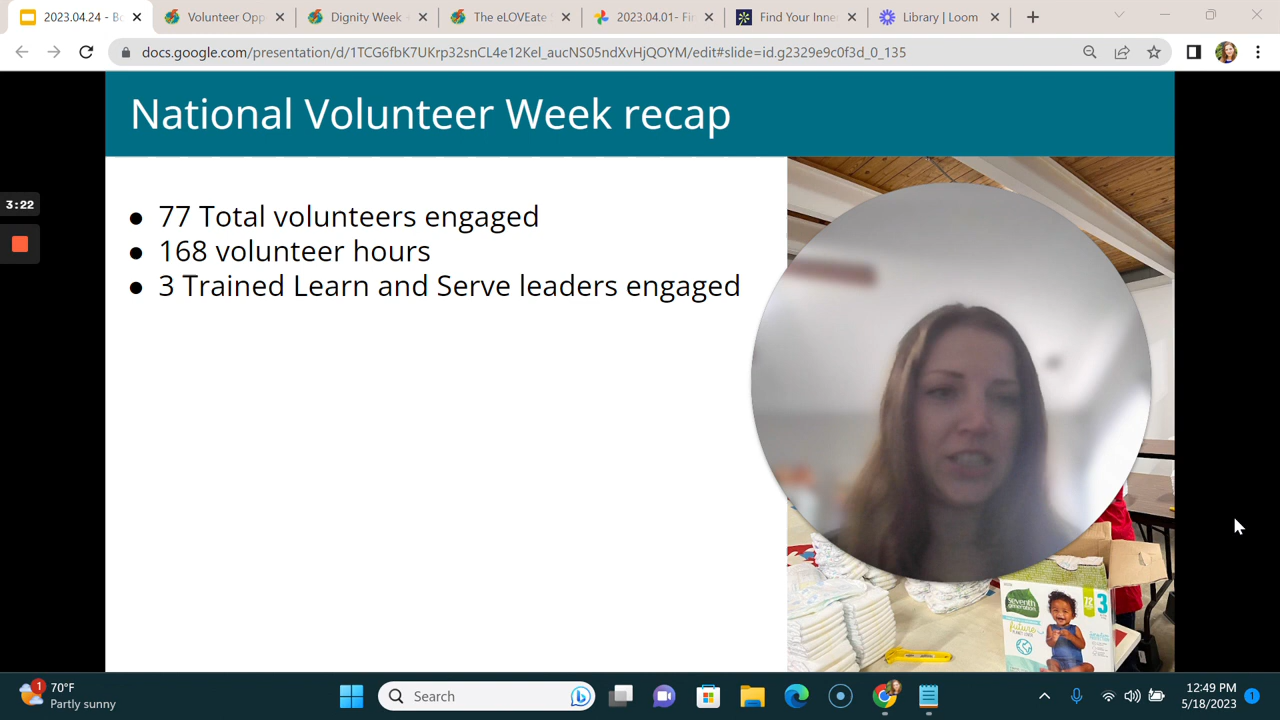 2023.04.24 - Bo
Volunteer Opp
Dignity Week
The eLOVEate S
2023.04.01- Fi
Find Your Inne
Library | Loom
docs.google.com/presentation/d/1TCG6fbK7UKrp32snCL4e12Kel_aucNS05ndXvHjQOYM/edit#slide=id.g2329e9c0f3d_0_135
National Volunteer Week recap
3:22
● 77 Total volunteers engaged
● 168 volunteer hours
● 3 Trained Learn and Serve leaders engaged
seventh
generation
3
1
70°F
Partly sunny
Search
12:49 PM
5/18/2023
1